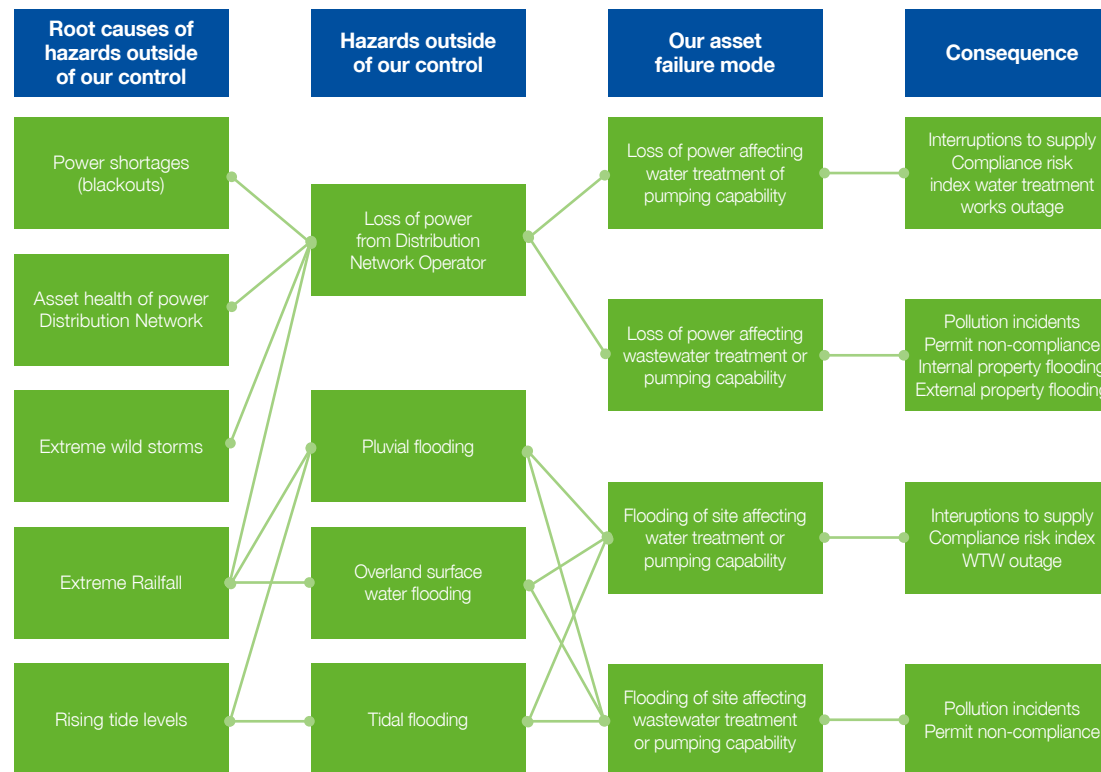 Root causes of
hazards outside
of our control
Hazards outside
of our control
Our asset
failure mode
Consequence
Power shortages
(blackouts)
Asset health of power
Distribution Network
Extreme wild storms
Extreme Railfall
Rising tide levels
Loss of power
from Distribution
Network Operator
Pluvial flooding
Overland surface
water flooding
Tidal flooding
Loss of power affecting
water treatment of
pumping capability
Loss of power affecting
wastewater treatment or
pumping capability
Flooding of site affecting
water treatment or
pumping capability
Flooding of site affecting
wastewater treatment
or pumping capability
Interruptions to supply
Compliance risk
index water treatment
works outage
Pollution incidents
Permit non-compliance
Internal property flooding
External property flooding
Interuptions to supply
Compliance risk index
WTW outage
Pollution incidents
Permit non-compliance